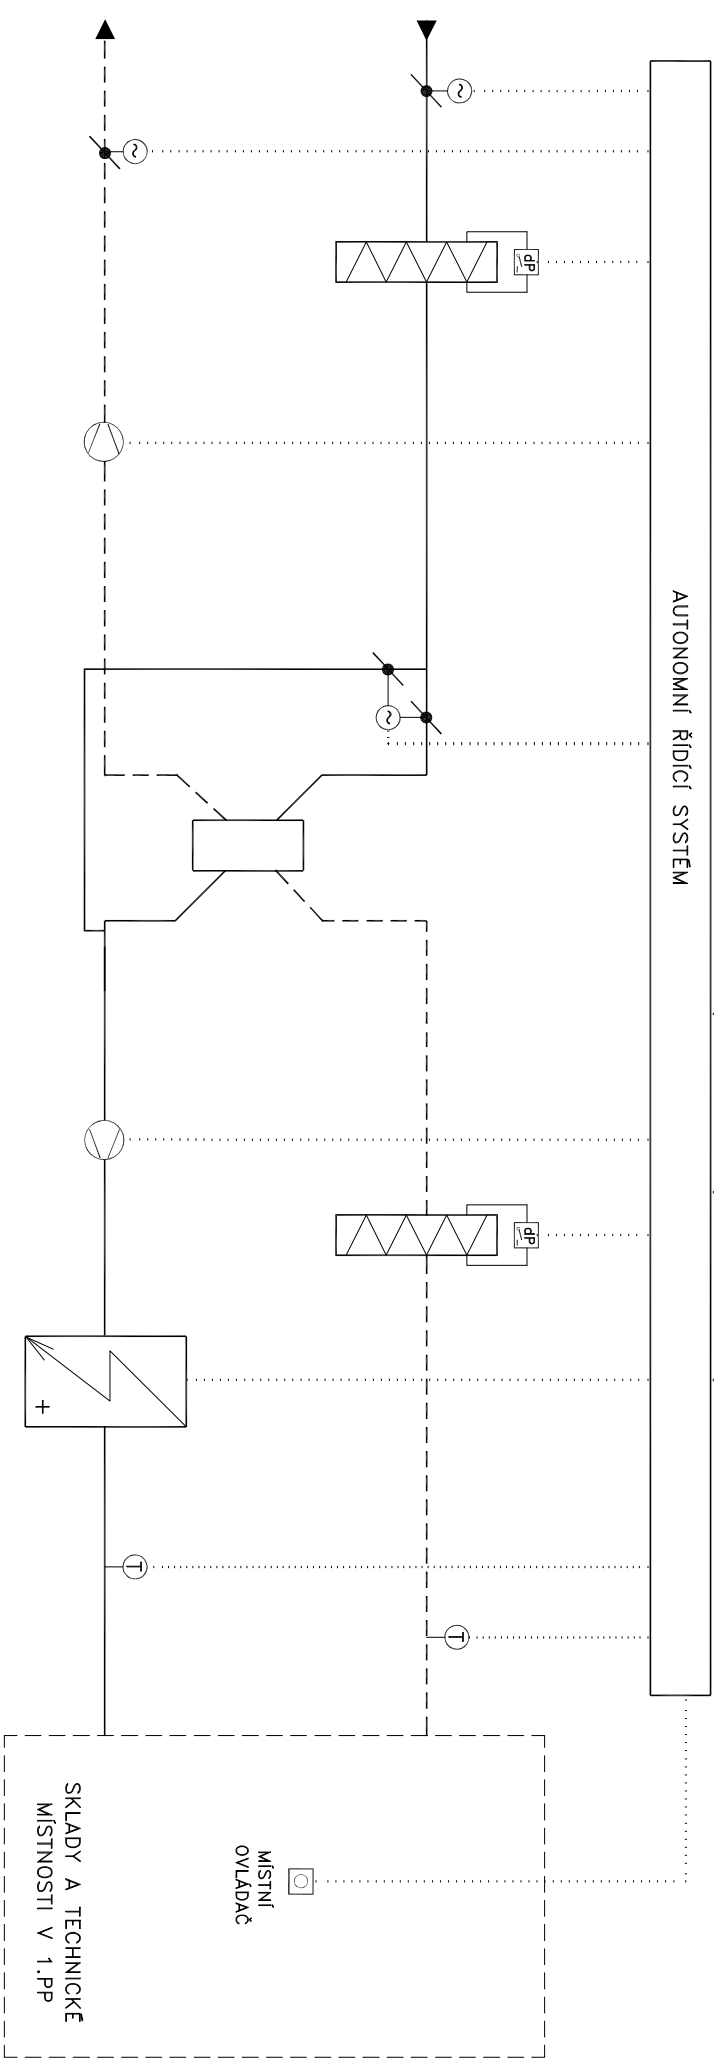 ~
~
dP
AUTONOMNÍ ŘÍDÍCÍ SYSTÉM
~
dP
+
T
T
MÍSTNÍ
OVLÁDAČ
SKLADY A TECHNICKÉ
MÍSTNOSTI V 1.PP